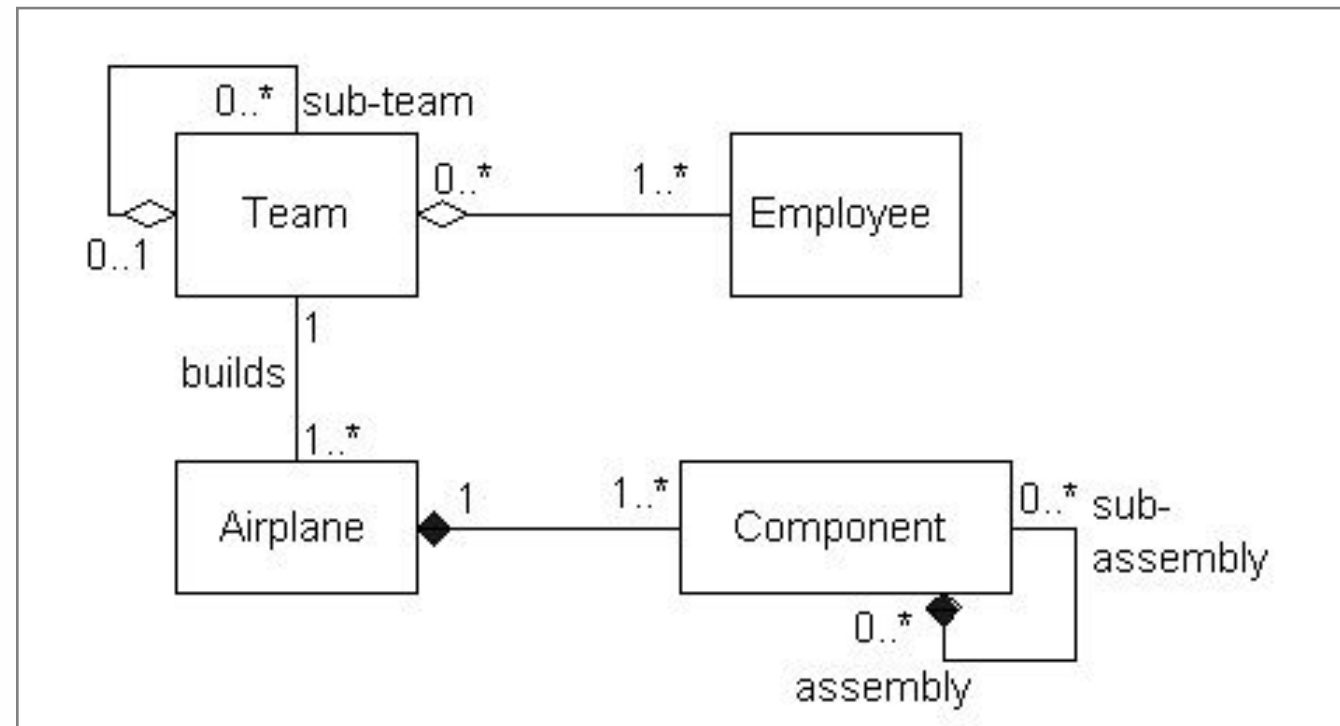 0..* sub-team
0..* 1..*
Team Employee
0..1
1
builds
1..*
1 1..* 0..* sub-
Airplane Component
assembly
0..*
assembly